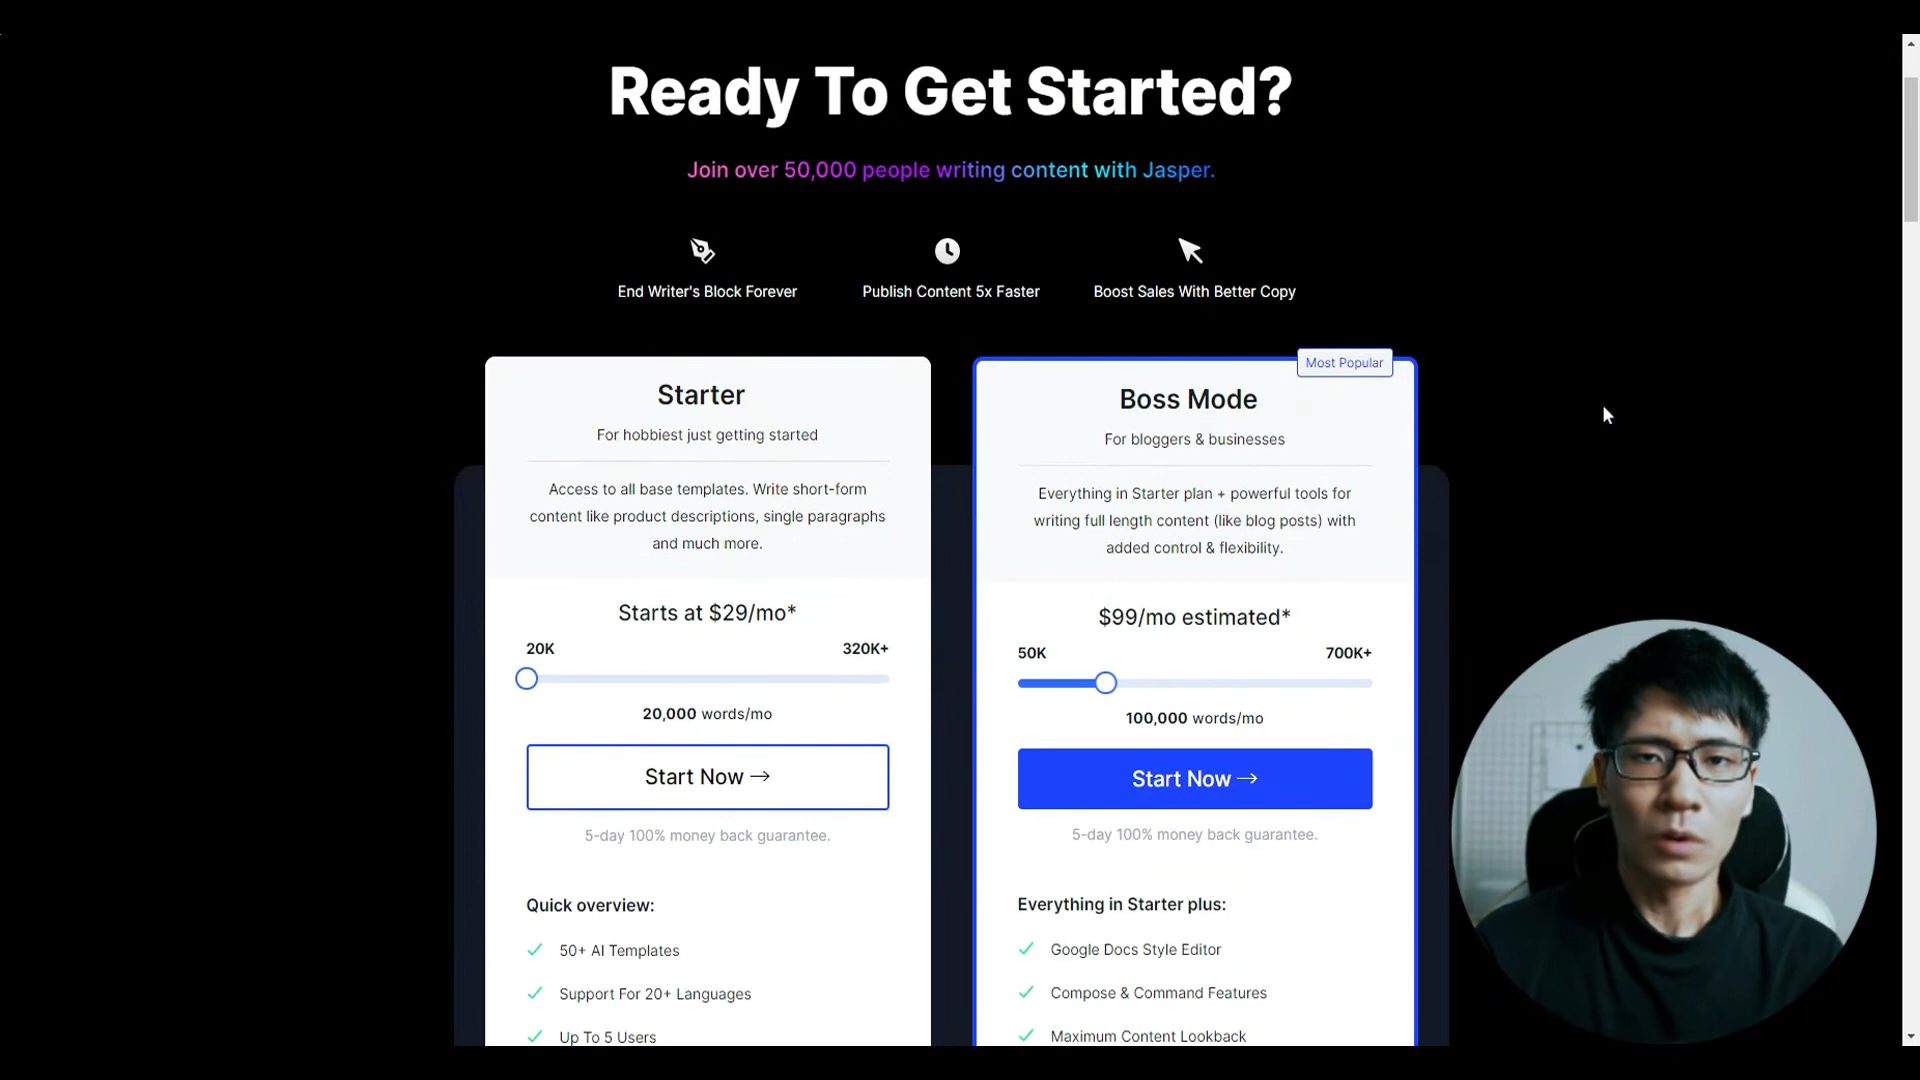 Ready To Get Started?
Join over 50,000 people writing content with Jasper.
End Writer's Block Forever
Publish Content 5x Faster
Boost Sales With Better Copy
Starter
For hobbiest just getting started
Access to all base templates. Write short-form
content like product descriptions, single paragraphs
and much more.
Starts at $29/mo*
20K
320K+
20,000 words/mo
Start Now →
5-day 100% money back guarantee.
Quick overview:
50+ AI Templates
Support For 20+ Languages
Up To 5 Users
Most Popular
Boss Mode
For bloggers & businesses
Everything in Starter plan + powerful tools for
writing full length content (like blog posts) with
added control & flexibility.
$99/mo estimated*
50K
700K+
100,000 words/mo
Start Now →
5-day 100% money back guarantee.
Everything in Starter plus:
Google Docs Style Editor
Compose & Command Features
Maximum Content Lookback